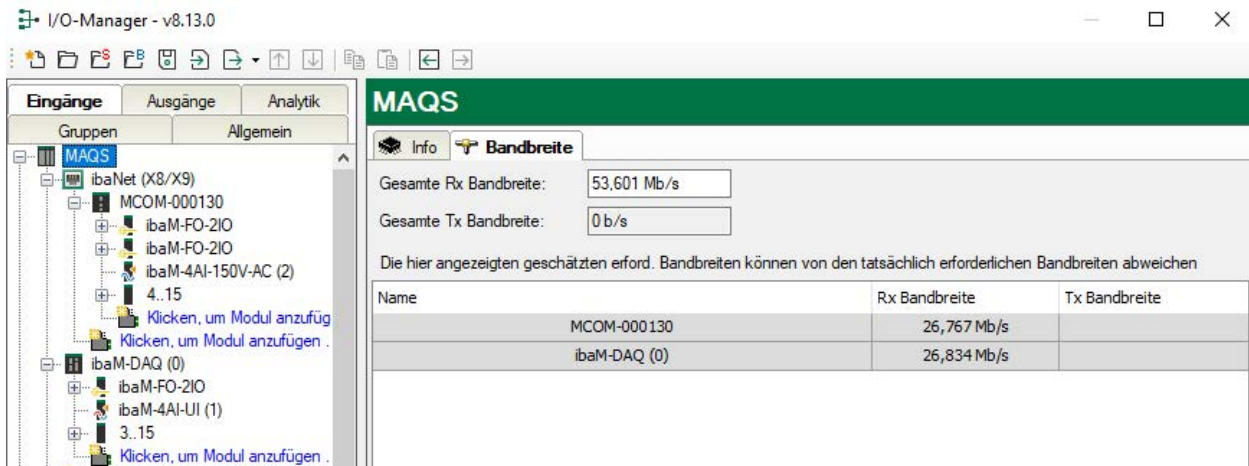 I/O-Manager - v8.13.0
Eingänge Ausgänge Analytik
Gruppen Allgemein
MAQS
ibaNet (X8/X9)
MCOM-000130
ibaM-FO-2IO
ibaM-FO-2IO
ibaM-4AI-150V-AC (2)
4..15
Klicken, um Modul anzufüg
Klicken, um Modul anzufügen .
ibaM-DAQ (0)
ibaM-FO-2IO
ibaM-4AI-UI (1)
3..15
Klicken, um Modul anzufügen .
MAQS
Info Bandbreite
Gesamte Rx Bandbreite: 53,601 Mb/s
Gesamte Tx Bandbreite: 0 b/s
Die hier angezeigten geschätzten erford. Bandbreiten können von den tatsächlich erforderlichen Bandbreiten abweichen
Name Rx Bandbreite Tx Bandbreite
MCOM-000130 26,767 Mb/s
ibaM-DAQ (0) 26,834 Mb/s